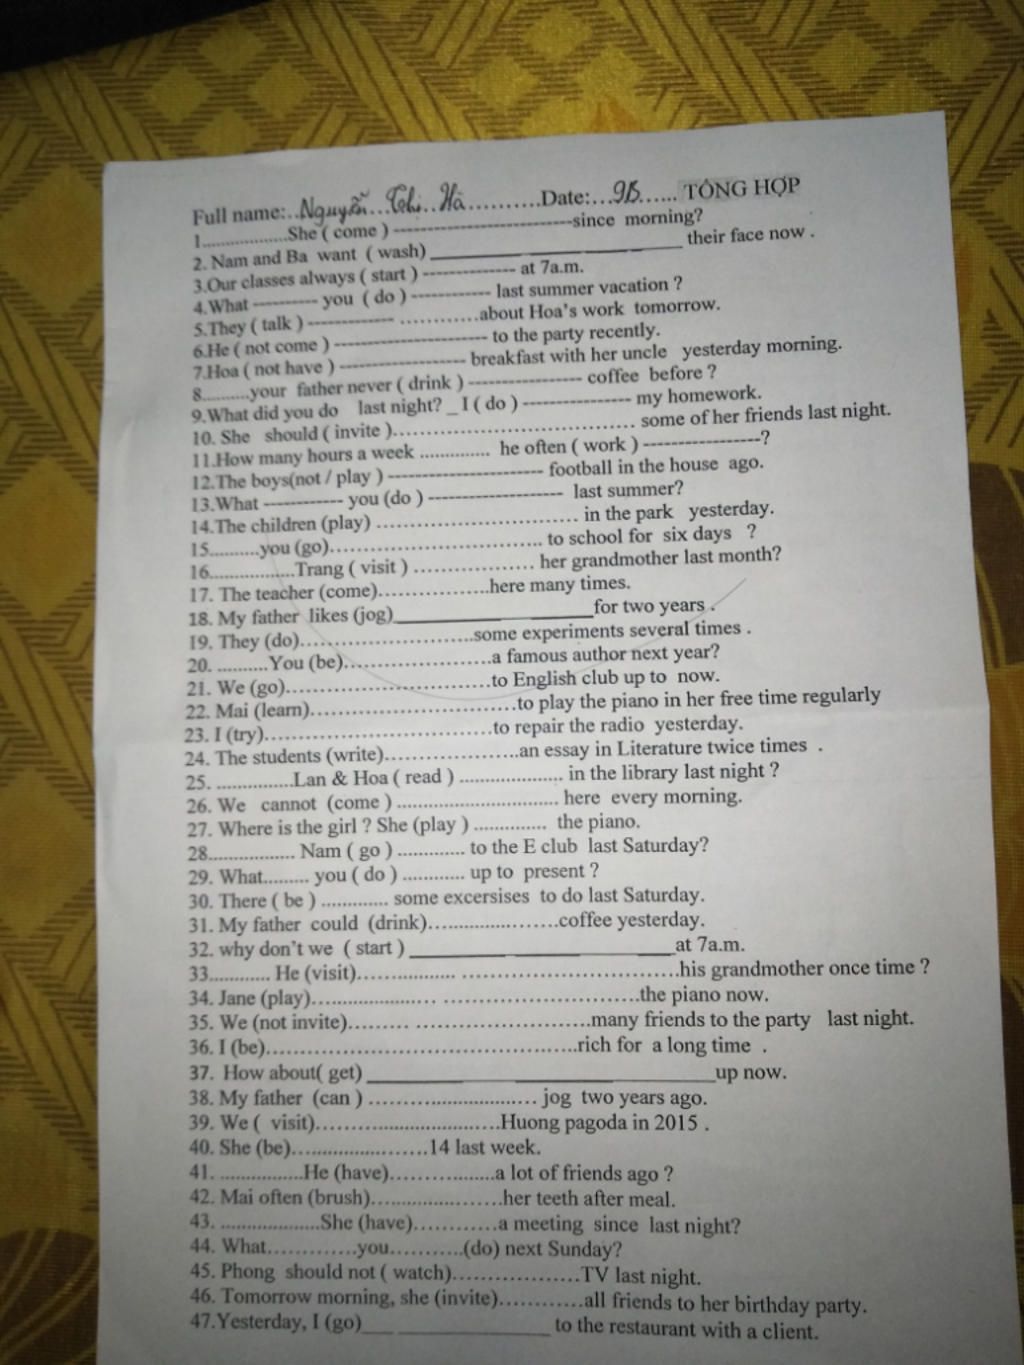 Full name:..Nguyễn...Thị..Hà..........Date:...9B...... TỔNG HỢP
1..................She ( come ) -----------------------------since morning?
2. Nam and Ba want ( wash) __________________________ their face now .
3.Our classes always ( start ) -------------- at 7a.m.
4.What ---------- you ( do ) ------------ last summer vacation ?
5.They ( talk ) -------------- ............about Hoa's work tomorrow.
6.He ( not come ) ------------------------ to the party recently.
7.Hoa ( not have ) -------------------- breakfast with her uncle yesterday morning.
8..........your father never ( drink ) ------------------ coffee before ?
9.What did you do last night? _ I ( do ) ----------------- my homework.
10. She should ( invite )........................................ some of her friends last night.
11.How many hours a week .............. he often ( work ) ------------------?
12.The boys(not / play ) ------------------------ football in the house ago.
13.What ------------ you (do ) --------------------- last summer?
14.The children (play) ................................. in the park yesterday.
15..........you (go)................................... to school for six days ?
16..................Trang ( visit ) ................... her grandmother last month?
17. The teacher (come)..................here many times.
18. My father likes (jog)____________________for two years .
19. They (do)...........................some experiments several times .
20. ..........You (be)........................a famous author next year?
21. We (go).................................to English club up to now.
22. Mai (learn).................................to play the piano in her free time regularly
23. I (try).....................................to repair the radio yesterday.
24. The students (write)......................an essay in Literature twice times .
25. ...............Lan & Hoa ( read ) ..................... in the library last night ?
26. We cannot (come ) ................................ here every morning.
27. Where is the girl ? She (play ) .............. the piano.
28................. Nam ( go ) ............. to the E club last Saturday?
29. What......... you ( do ) ............ up to present ?
30. There ( be ) ............. some excersises to do last Saturday.
31. My father could (drink)........................coffee yesterday.
32. why don't we ( start ) __________________________at 7a.m.
33............ He (visit)................... ....................................his grandmother once time ?
34. Jane (play)........................ ................................the piano now.
35. We (not invite)......... .............................many friends to the party last night.
36. I (be)..................................................rich for a long time .
37. How about( get) __________________________________up now.
38. My father (can ) ................................. jog two years ago.
39. We ( visit)....................................Huong pagoda in 2015 .
40. She (be)..........................14 last week.
41. ................He (have)....................a lot of friends ago ?
42. Mai often (brush)......................her teeth after meal.
43. ....................She (have).............a meeting since last night?
44. What..............you...........(do) next Sunday?
45. Phong should not ( watch)...................TV last night.
46. Tomorrow morning, she (invite).............all friends to her birthday party.
47.Yesterday, I (go)___ _______________ to the restaurant with a client.